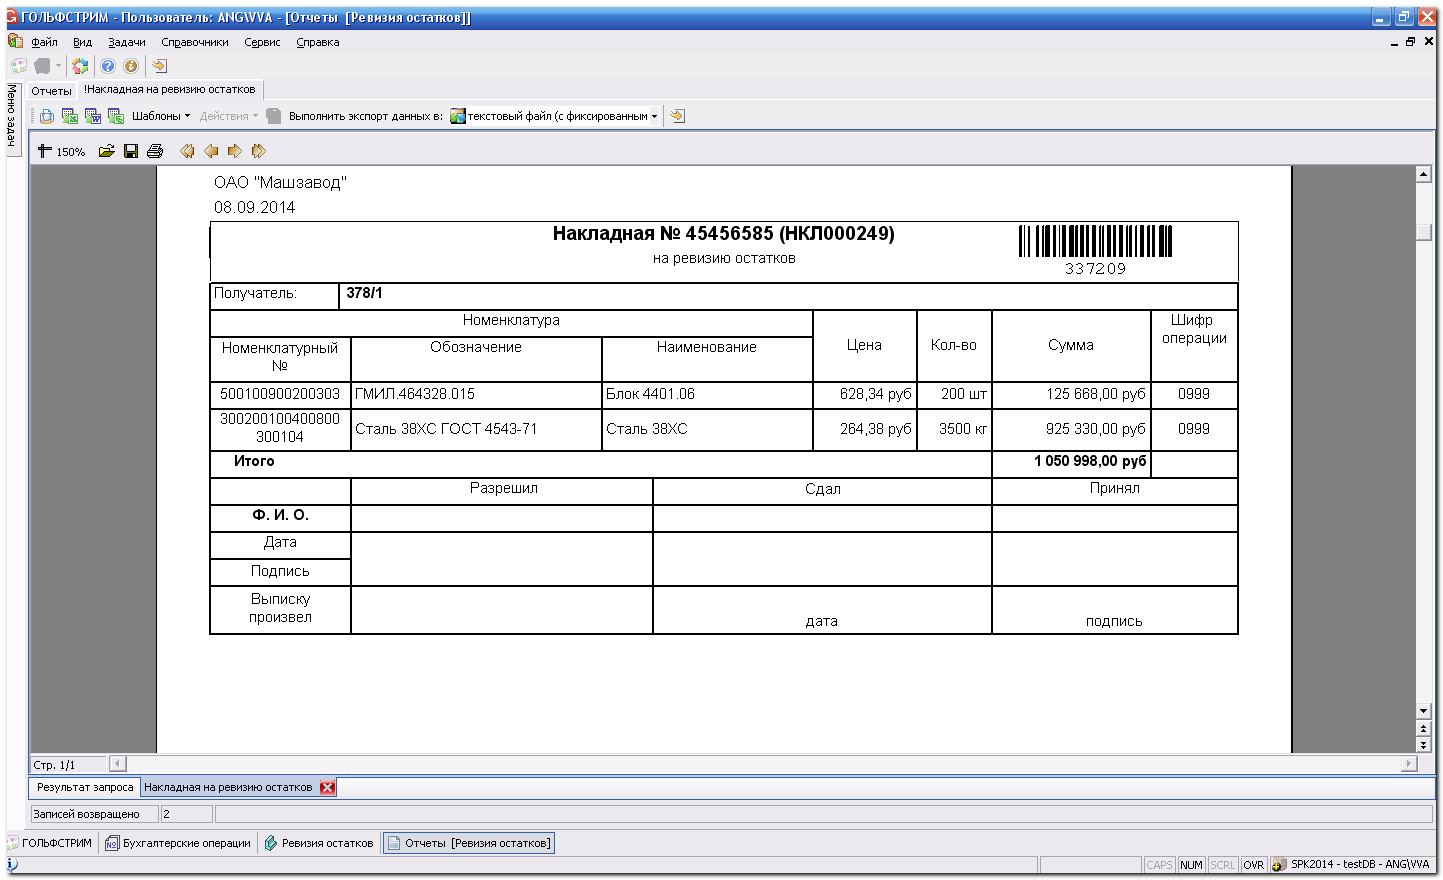 ГОЛЬФСТРИМ - Пользователь: ANG\VVA - [Отчеты  [Ревизия остатков]]
Файл Вид Задачи Справочники Сервис Справка
Меню задач
Отчеты !Накладная на ревизию остатков
Шаблоны Действия Выполнить экспорт данных в: текстовый файл (с фиксированным
150%
ОАО "Машзавод"
08.09.2014
Накладная № 45456585 (НКЛ000249)
на ревизию остатков
337209
Получатель: 378/1
Номенклатура Цена Кол-во Сумма Шифр операции
Номенклатурный № Обозначение Наименование
500100900200303 ГМИЛ.464328.015 Блок 4401.06 628,34 руб 200 шт 125 668,00 руб 0999
300200100400800
300104 Сталь 38ХС ГОСТ 4543-71 Сталь 38ХС 264,38 руб 3500 кг 925 330,00 руб 0999
Итого 1 050 998,00 руб
Разрешил Сдал Принял
Ф. И. О.
Дата
Подпись
Выписку
произвел дата подпись
Стр. 1/1
Результат запроса Накладная на ревизию остатков
Записей возвращено 2
ГОЛЬФСТРИМ Бухгалтерские операции Ревизия остатков Отчеты  [Ревизия остатков]
CAPS NUM SCRL OVR SPK2014 - testDB - ANG\VVA